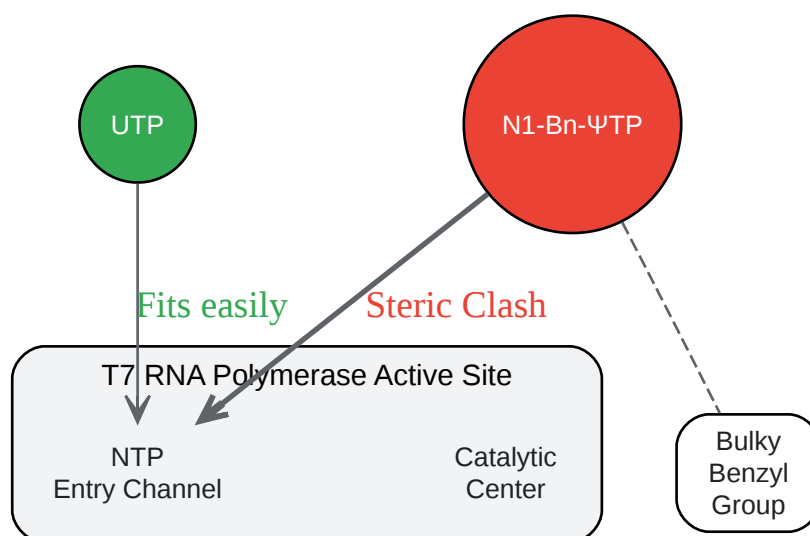 UTP
N1-Bn-ΨTP
Fits easily
Steric Clash
T7 RNA Polymerase Active Site
NTP
Entry Channel
Catalytic
Center
Bulky
Benzyl
Group